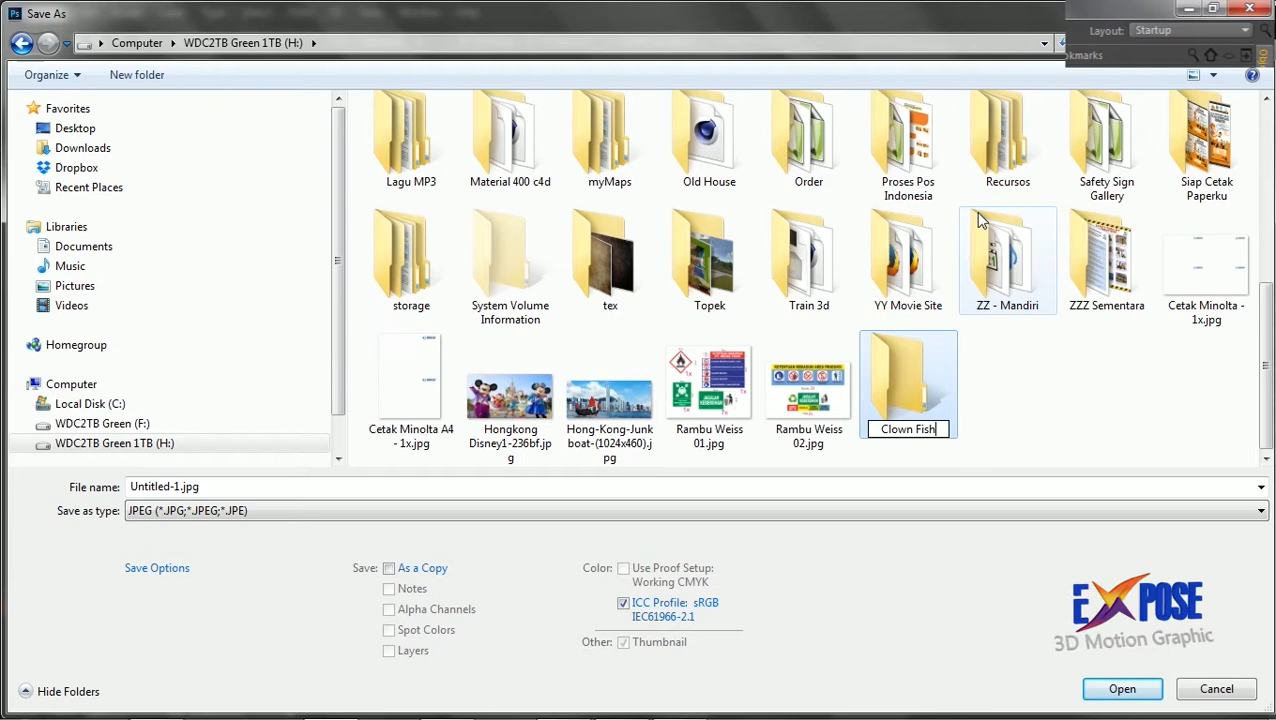 Save As
Layout: Startup
Computer WDC2TB Green 1TB (H:)
okmarks
Organize New folder
Favorites
Desktop
Downloads
Dropbox
Recent Places
Libraries
Documents
Music
Pictures
Videos
Homegroup
Computer
Local Disk (C:)
WDC2TB Green (F:)
WDC2TB Green 1TB (H:)
Lagu MP3
Material 400 c4d
myMaps
Old House
Order
Proses Pos
Indonesia
Recursos
Safety Sign
Gallery
Siap Cetak
Paperku
storage
System Volume
Information
tex
Topek
Train 3d
YY Movie Site
ZZ - Mandiri
ZZZ Sementara
Cetak Minolta -
1x.jpg
Cetak Minolta A4
- 1x.jpg
Hongkong
Disney1-236bf.jp
g
Hong-Kong-Junk
boat-(1024x460).j
pg
Rambu Weiss
01.jpg
Rambu Weiss
02.jpg
Clown Fish
File name: Untitled-1.jpg
Save as type: JPEG (*.JPG;*.JPEG;*.JPE)
Save Options
Save: As a Copy
Notes
Alpha Channels
Spot Colors
Layers
Color: Use Proof Setup:
Working CMYK
ICC Profile: sRGB
IEC61966-2.1
Other: Thumbnail
EXPOSE
3D Motion Graphic
Hide Folders
Open Cancel